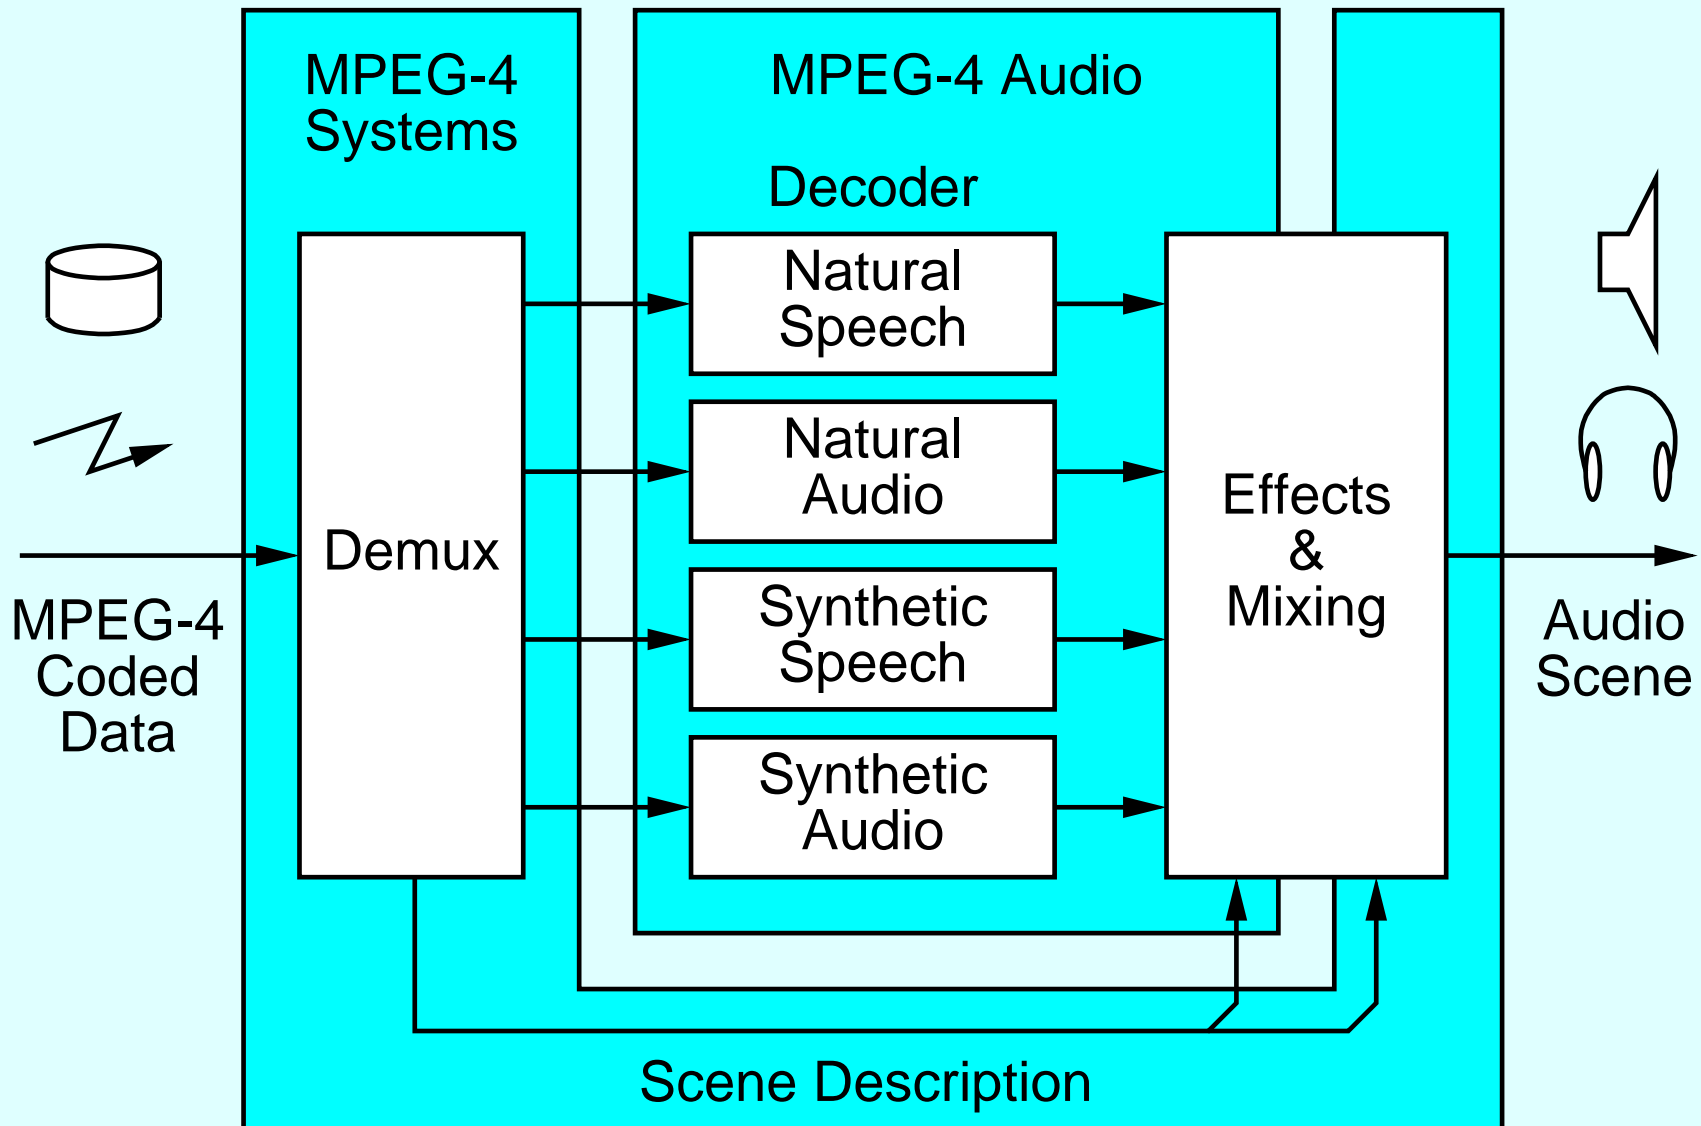 MPEG-4
Systems
MPEG-4 Audio
Decoder
Natural
Speech
Natural
Audio
Synthetic
Speech
Synthetic
Audio
Demux
Effects
&
Mixing
MPEG-4
Coded
Data
Audio
Scene
Scene Description